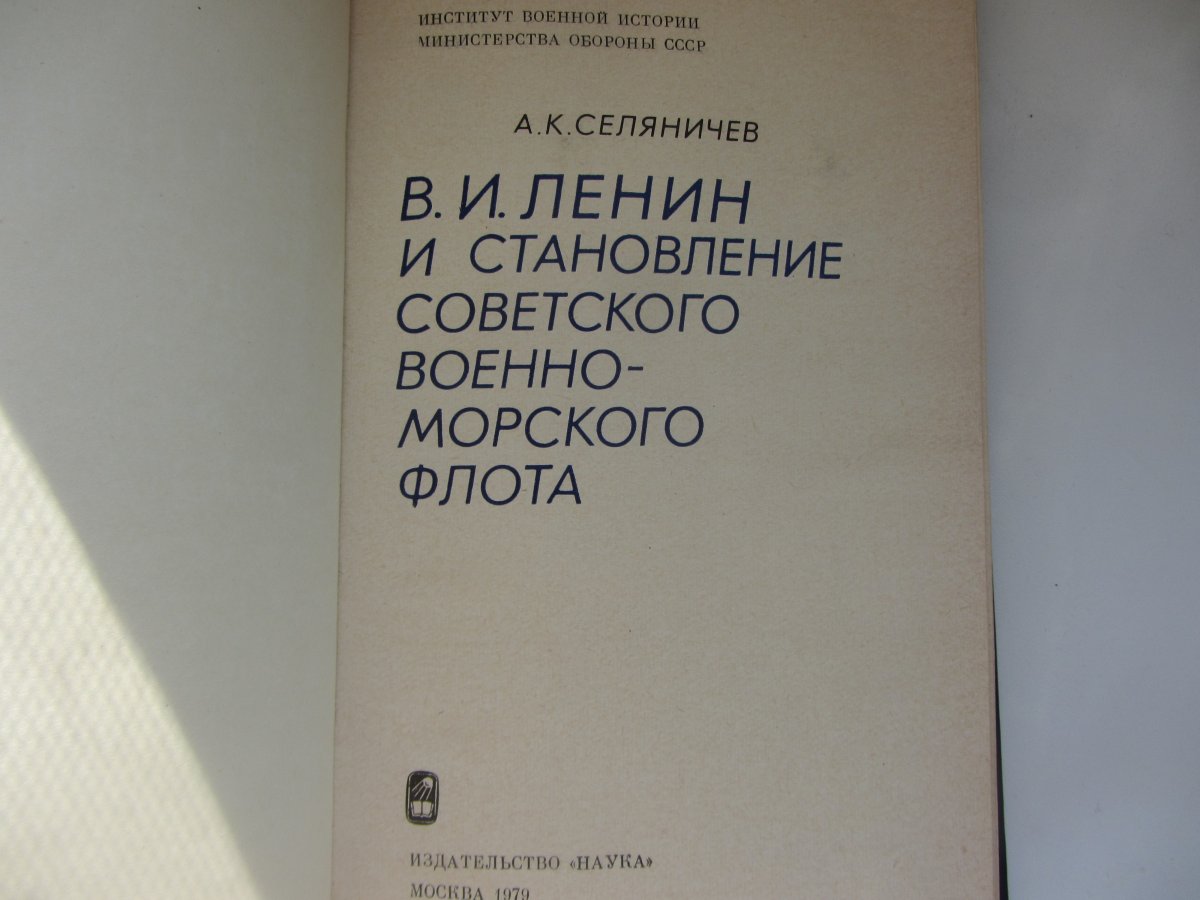 ИНСТИТУТ ВОЕННОЙ ИСТОРИИ
МИНИСТЕРСТВА ОБОРОНЫ СССР
А.К.СЕЛЯНИЧЕВ
В.И.ЛЕНИН
И СТАНОВЛЕНИЕ
СОВЕТСКОГО
ВОЕННО-
МОРСКОГО
ФЛОТА
ИЗДАТЕЛЬСТВО «НАУКА»
МОСКВА 1979